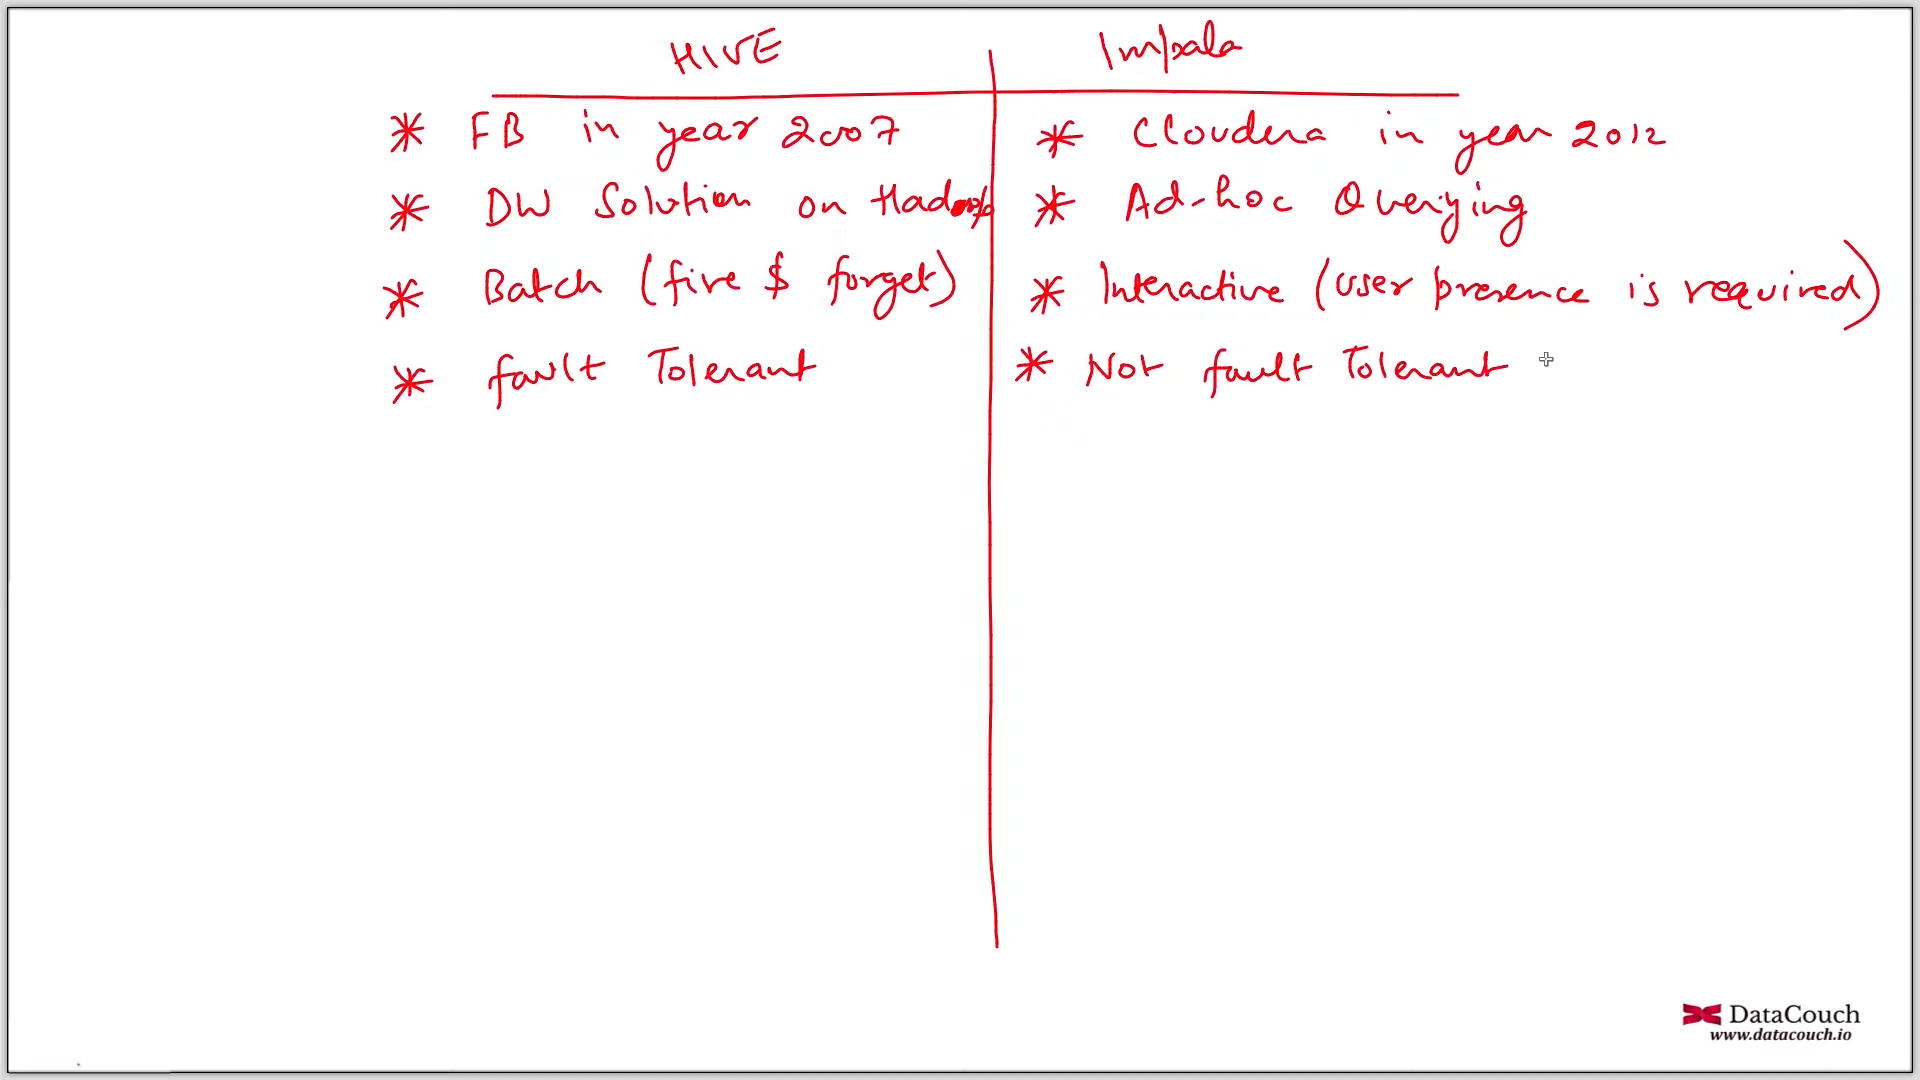 HIVE Impala
* FB in year 2007 * Cloudera in year 2012
* DW Solution on Hadoop * Ad-hoc Querying
* Batch (fire $ forget) * Interactive (user presence is required)
* fault Tolerant * Not fault Tolerant
DataCouch
www.datacouch.io